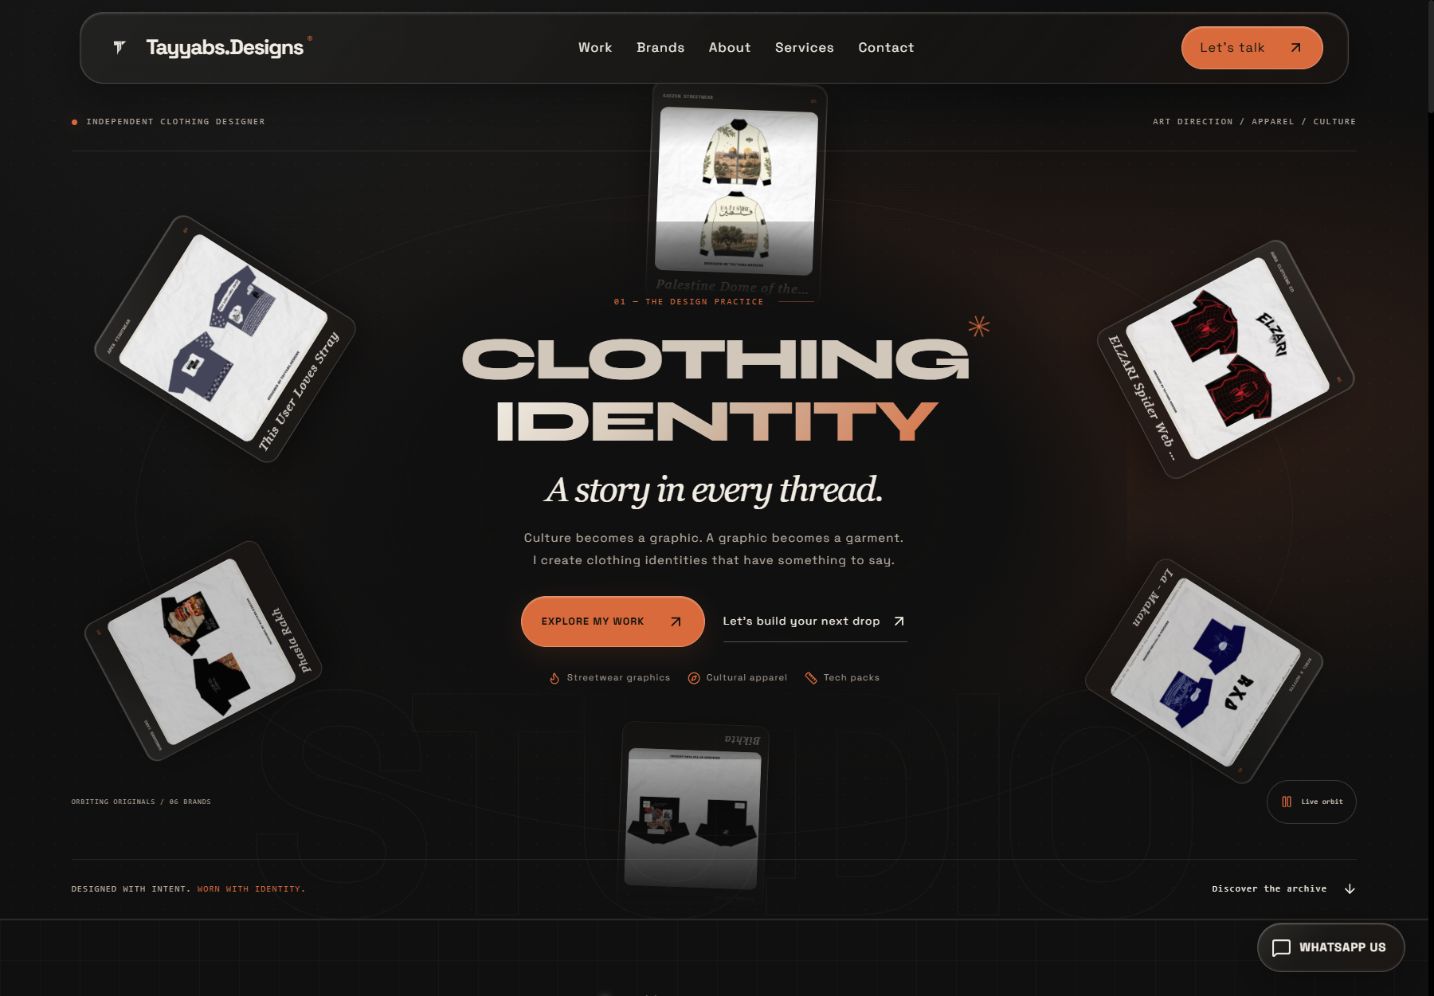 Tayyabs.Designs®
Work Brands About Services Contact
Let's talk
INDEPENDENT CLOTHING DESIGNER
ART DIRECTION / APPAREL / CULTURE
Palestine Dome of the...
This User Loves Stray
ELZARI Spider Web ...
ELZARI
01 — THE DESIGN PRACTICE
CLOTHING
IDENTITY
A story in every thread.
Culture becomes a graphic. A graphic becomes a garment.
I create clothing identities that have something to say.
EXPLORE MY WORK
Let's build your next drop
Streetwear graphics
Cultural apparel
Tech packs
Phasla Rakh
La - Makan
Bikhta
ORBITING ORIGINALS / 06 BRANDS
Live orbit
STUDIO
DESIGNED WITH INTENT. WORN WITH IDENTITY.
Discover the archive
WHATSAPP US